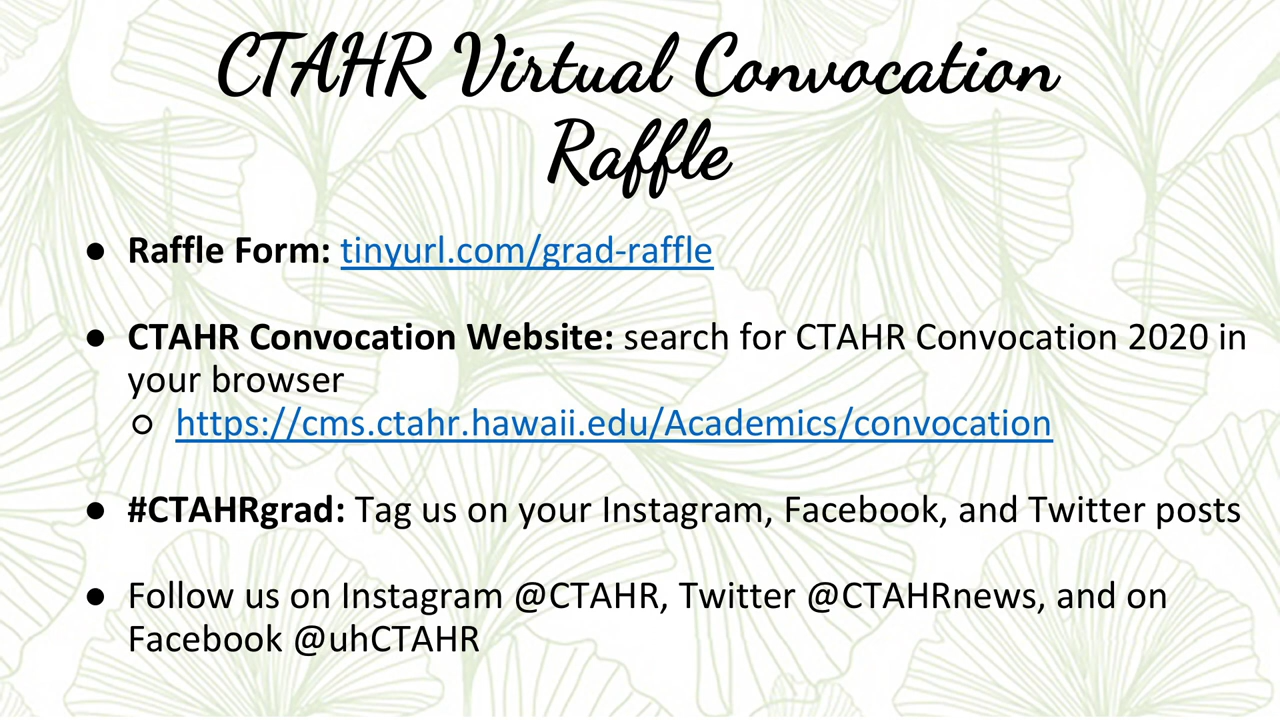 CTAHR Virtual Convocation
Raffle
● Raffle Form: tinyurl.com/grad-raffle
● CTAHR Convocation Website: search for CTAHR Convocation 2020 in
your browser
○ https://cms.ctahr.hawaii.edu/Academics/convocation
● #CTAHRgrad: Tag us on your Instagram, Facebook, and Twitter posts
● Follow us on Instagram @CTAHR, Twitter @CTAHRnews, and on
Facebook @uhCTAHR